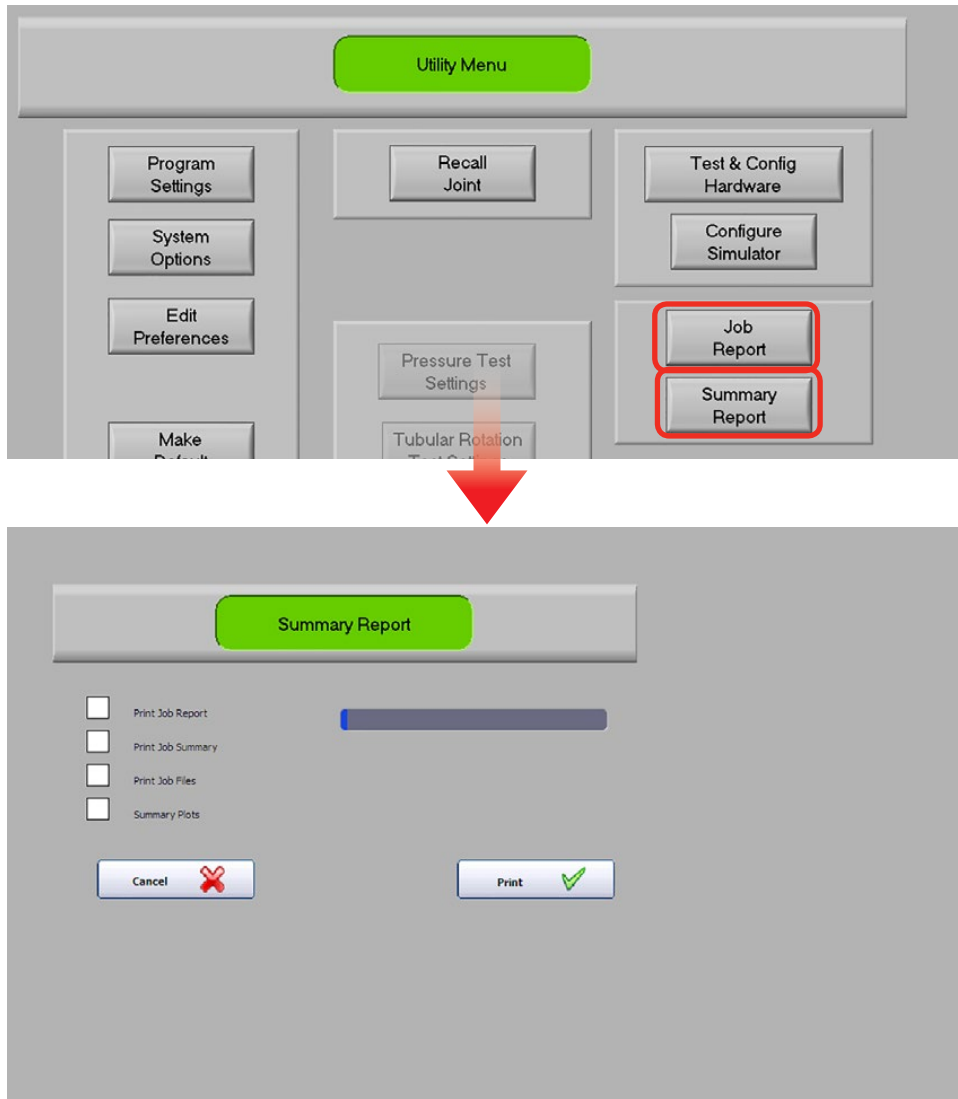 Utility Menu
Program
Settings
System
Options
Edit
Preferences
Make
Default
Recall
Joint
Pressure Test
Settings
Tubular Rotation
Test & Config
Hardware
Configure
Simulator
Job
Report
Summary
Report
Summary Report
Print Job Report
Print Job Summary
Print Job Files
Summary Plots
Cancel
Print